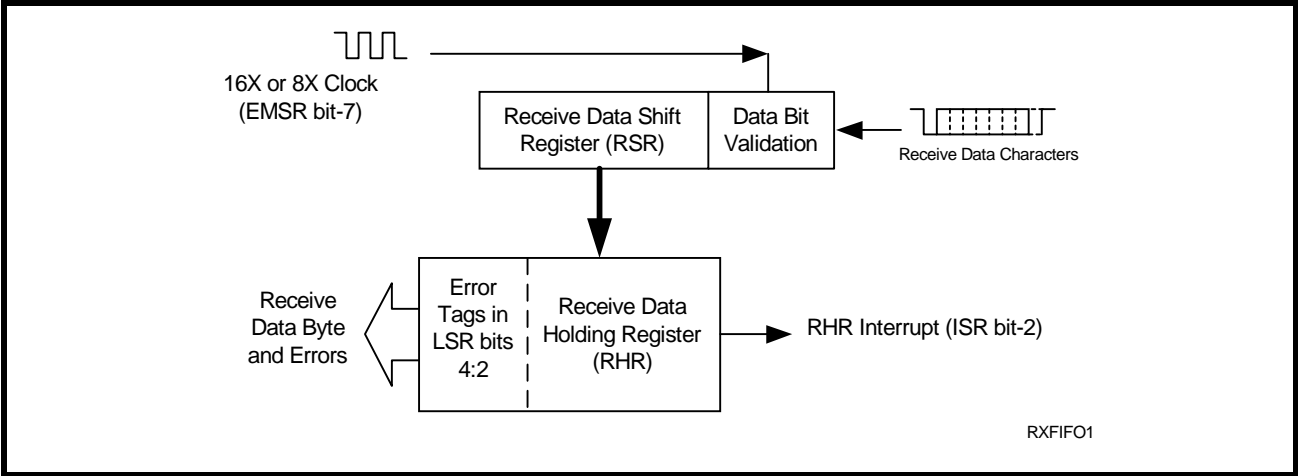 16X or 8X Clock
(EMSR bit-7)
Receive Data Shift
Register (RSR)
Data Bit
Validation
Receive Data Characters
Receive
Data Byte
and Errors
Error
Tags in
LSR bits
4:2
Receive Data
Holding Register
(RHR)
RHR Interrupt (ISR bit-2)
RXFIFO1